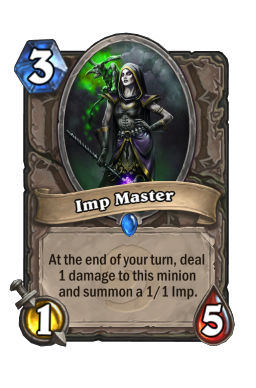 3
Imp Master
At the end of your turn, deal
1 damage to this minion
and summon a 1/1 Imp.
1
5